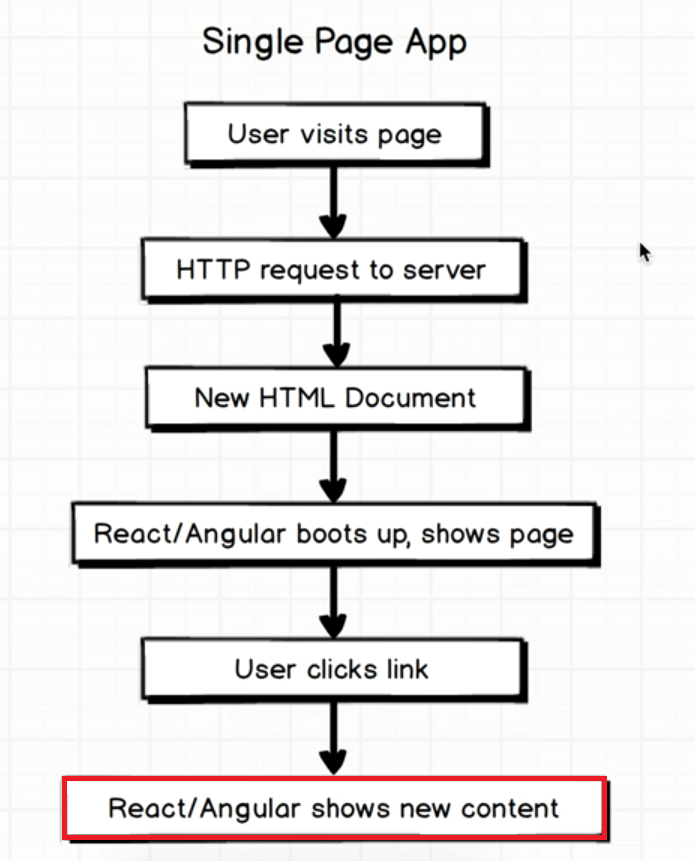 Single Page App
User visits page
HTTP request to server
New HTML Document
React/Angular boots up, shows page
User clicks link
React/Angular shows new content